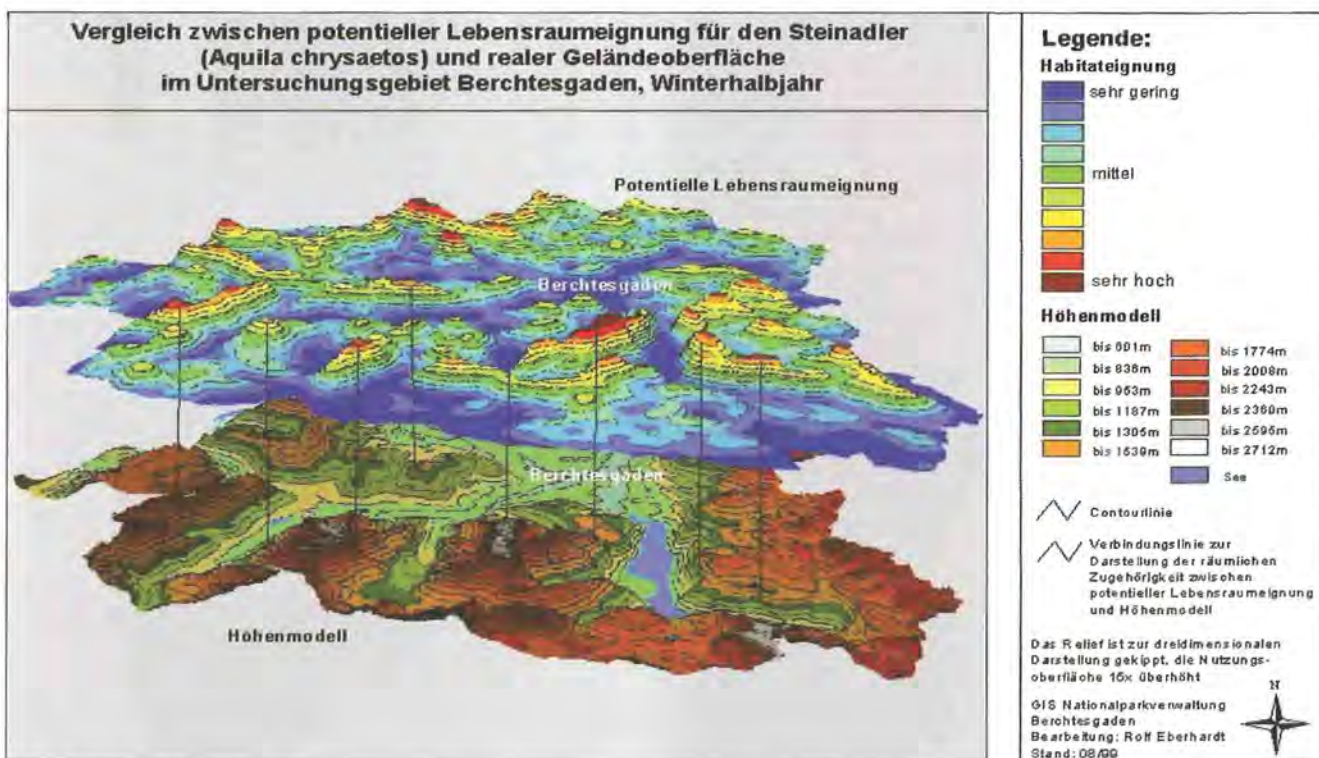 Vergleich zwischen potentieller Lebensraumeignung für den Steinadler
(Aquila chrysaetos) und realer Geländeoberfläche
im Untersuchungsgebiet Berchtesgaden, Winterhalbjahr
Potentielle Lebensraumeignung
Berchtesgaden
Berchtesgaden
Höhenmodell
Legende:
Habitateignung
sehr gering
mittel
sehr hoch
Höhenmodell
bis 601m
bis 836m
bis 953m
bis 1187m
bis 1305m
bis 1539m
bis 1774m
bis 2008m
bis 2243m
bis 2360m
bis 2595m
bis 2712m
See
Contourlinie
Verbindungslinie zur
Darstellung der räumlichen
Zugehörigkeit zwischen
potentieller Lebensraumeignung
und Höhenmodell
Das Relief ist zur dreidimensionalen
Darstellung gekippt, die Nutzungs-
oberfläche 15x überhöht
N
GIS Nationalparkverwaltung
Berchtesgaden
Bearbeitung: Rolf Eberhardt
Stand: 08/99